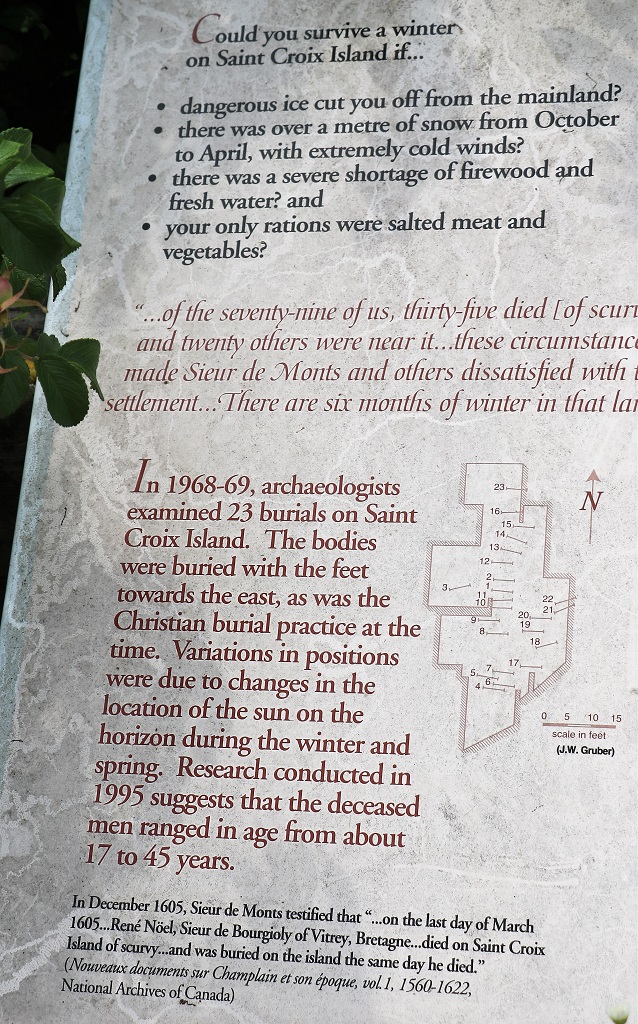 Could you survive a winter
on Saint Croix Island if...
• dangerous ice cut you off from the mainland?
• there was over a metre of snow from October
to April, with extremely cold winds?
• there was a severe shortage of firewood and
fresh water? and
• your only rations were salted meat and
vegetables?
“...of the seventy-nine of us, thirty-five died [of scurv
and twenty others were near it...these circumstance
made Sieur de Monts and others dissatisfied with t
settlement...There are six months of winter in that lan
In 1968-69, archaeologists
examined 23 burials on Saint
Croix Island. The bodies
were buried with the feet
towards the east, as was the
Christian burial practice at the
time. Variations in positions
were due to changes in the
location of the sun on the
horizon during the winter and
spring. Research conducted in
1995 suggests that the deceased
men ranged in age from about
17 to 45 years.
N
23
16
15
14
13
12
2
1
3
11
10
22
21
20
19
9
8
18
17
7
5
6
4
0 5 10 15
scale in feet
(J.W. Gruber)
In December 1605, Sieur de Monts testified that “...on the last day of March
1605...René Nöel, Sieur de Bourgioly of Vitrey, Bretagne...died on Saint Croix
Island of scurvy...and was buried on the island the same day he died.”
(Nouveaux documents sur Champlain et son époque, vol. 1, 1560-1622,
National Archives of Canada)